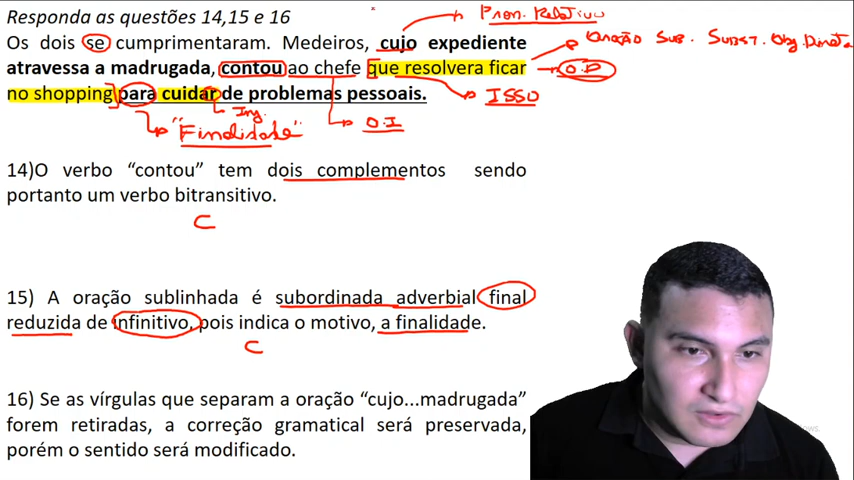 Responda as questões 14,15 e 16
Pron. Relativo
Os dois se cumprimentaram. Medeiros, cujo expediente
Oração Sub. Subst. Obj. Direta
atravessa a madrugada, contou ao chefe que resolvera ficar
O.D
no shopping para cuidar de problemas pessoais.
ISSO
Inf.
"Finalidade"
O.I
14)O verbo “contou” tem dois complementos sendo
portanto um verbo bitransitivo.
C
15) A oração sublinhada é subordinada adverbial final
reduzida de infinitivo, pois indica o motivo, a finalidade.
C
16) Se as vírgulas que separam a oração “cujo...madrugada”
forem retiradas, a correção gramatical será preservada,
porém o sentido será modificado.